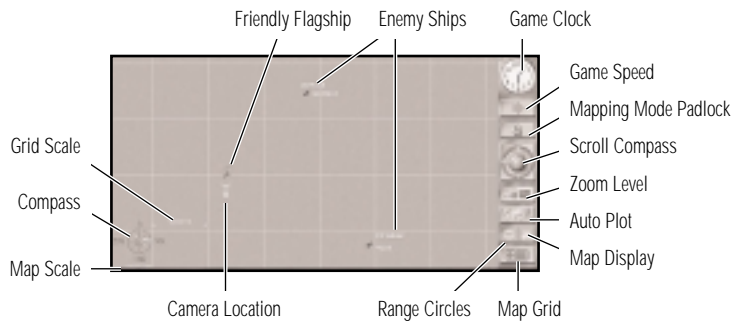 Friendly Flagship
Enemy Ships
Game Clock
Game Speed
Mapping Mode Padlock
Scroll Compass
Zoom Level
Auto Plot
Map Display
Grid Scale
Compass
Map Scale
Camera Location
Range Circles
Map Grid